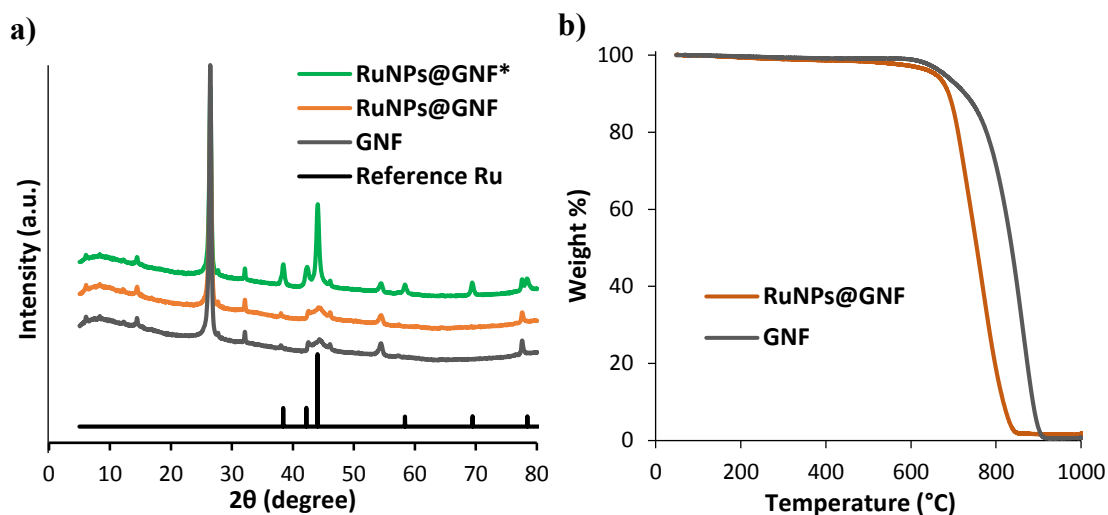 a)
RuNPs@GNF*
RuNPs@GNF
GNF
Reference Ru
Intensity (a.u.)
0 10 20 30 40 50 60 70 80
2θ (degree)
b)
100
80
60
40
20
0
Weight %
RuNPs@GNF
GNF
0 200 400 600 800 1000
Temperature (°C)